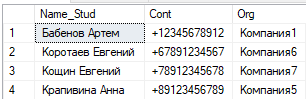 Name_Stud Cont Org
1 Бабенов Артем +12345678912 Компания1
2 Коротаев Евгений +67891234567 Компания6
3 Кощин Евгений +78912345678 Компания7
4 Крапивина Анна +89123456789 Компания5